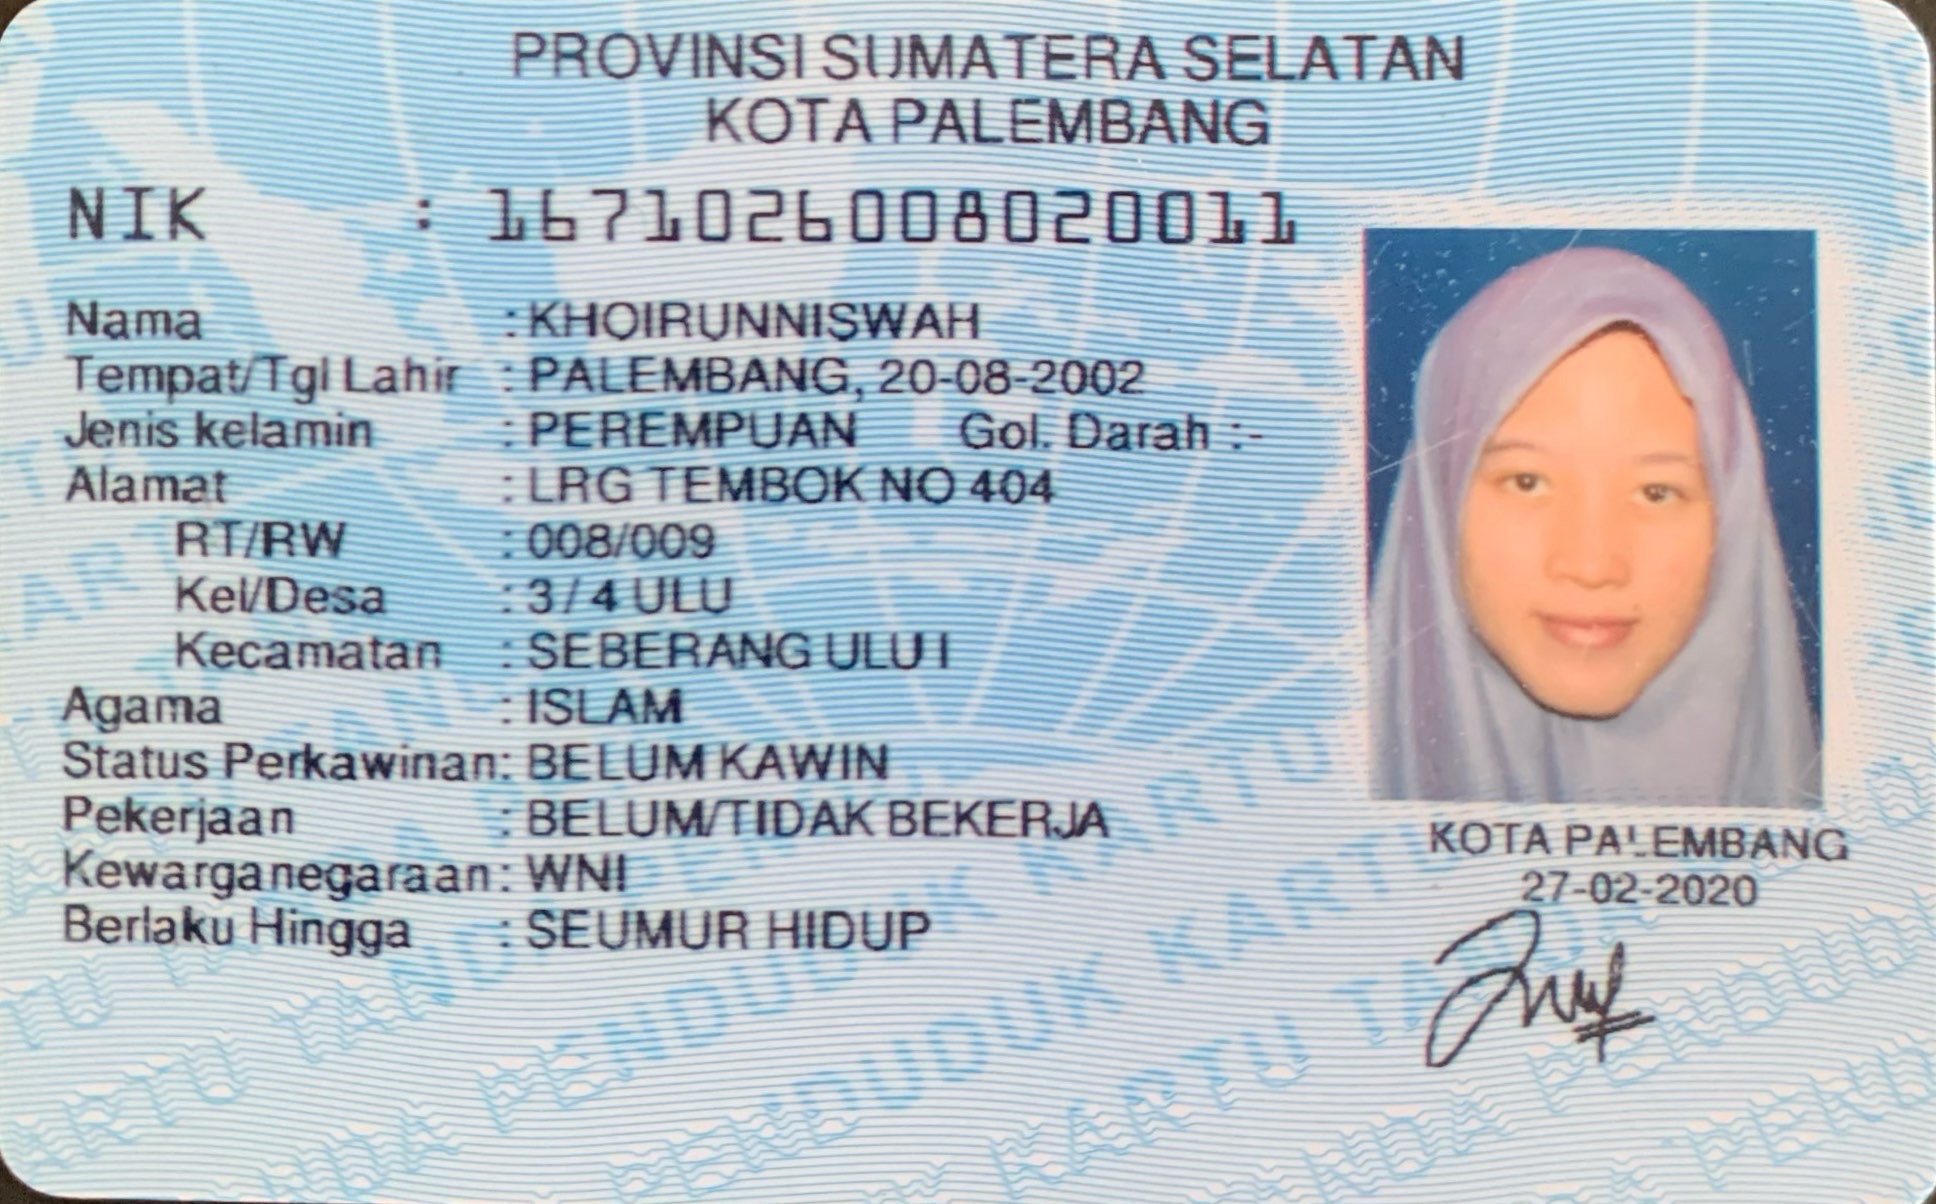 PROVINSI SUMATERA SELATAN
KOTA PALEMBANG
NIK : 1671026008020011
Nama : KHOIRUNNISWAH
Tempat/Tgl Lahir : PALEMBANG, 20-08-2002
Jenis kelamin : PEREMPUAN Gol. Darah :-
Alamat : LRG TEMBOK NO 404
RT/RW : 008/009
Kel/Desa : 3 / 4 ULU
Kecamatan : SEBERANG ULU I
Agama : ISLAM
Status Perkawinan: BELUM KAWIN
Pekerjaan : BELUM/TIDAK BEKERJA
Kewarganegaraan: WNI
Berlaku Hingga : SEUMUR HIDUP
KOTA PALEMBANG
27-02-2020